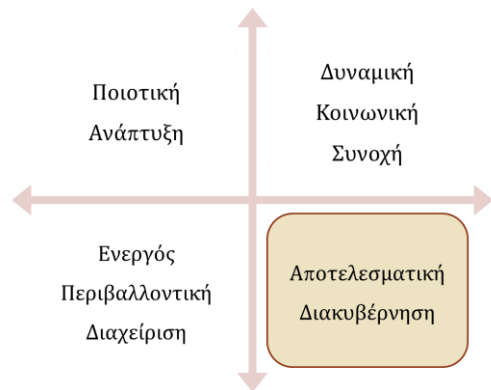 Ποιοτική
Ανάπτυξη
Δυναμική
Κοινωνική
Συνοχή
Ενεργός
Περιβαλλοντική
Διαχείριση
Αποτελεσματική
Διακυβέρνηση